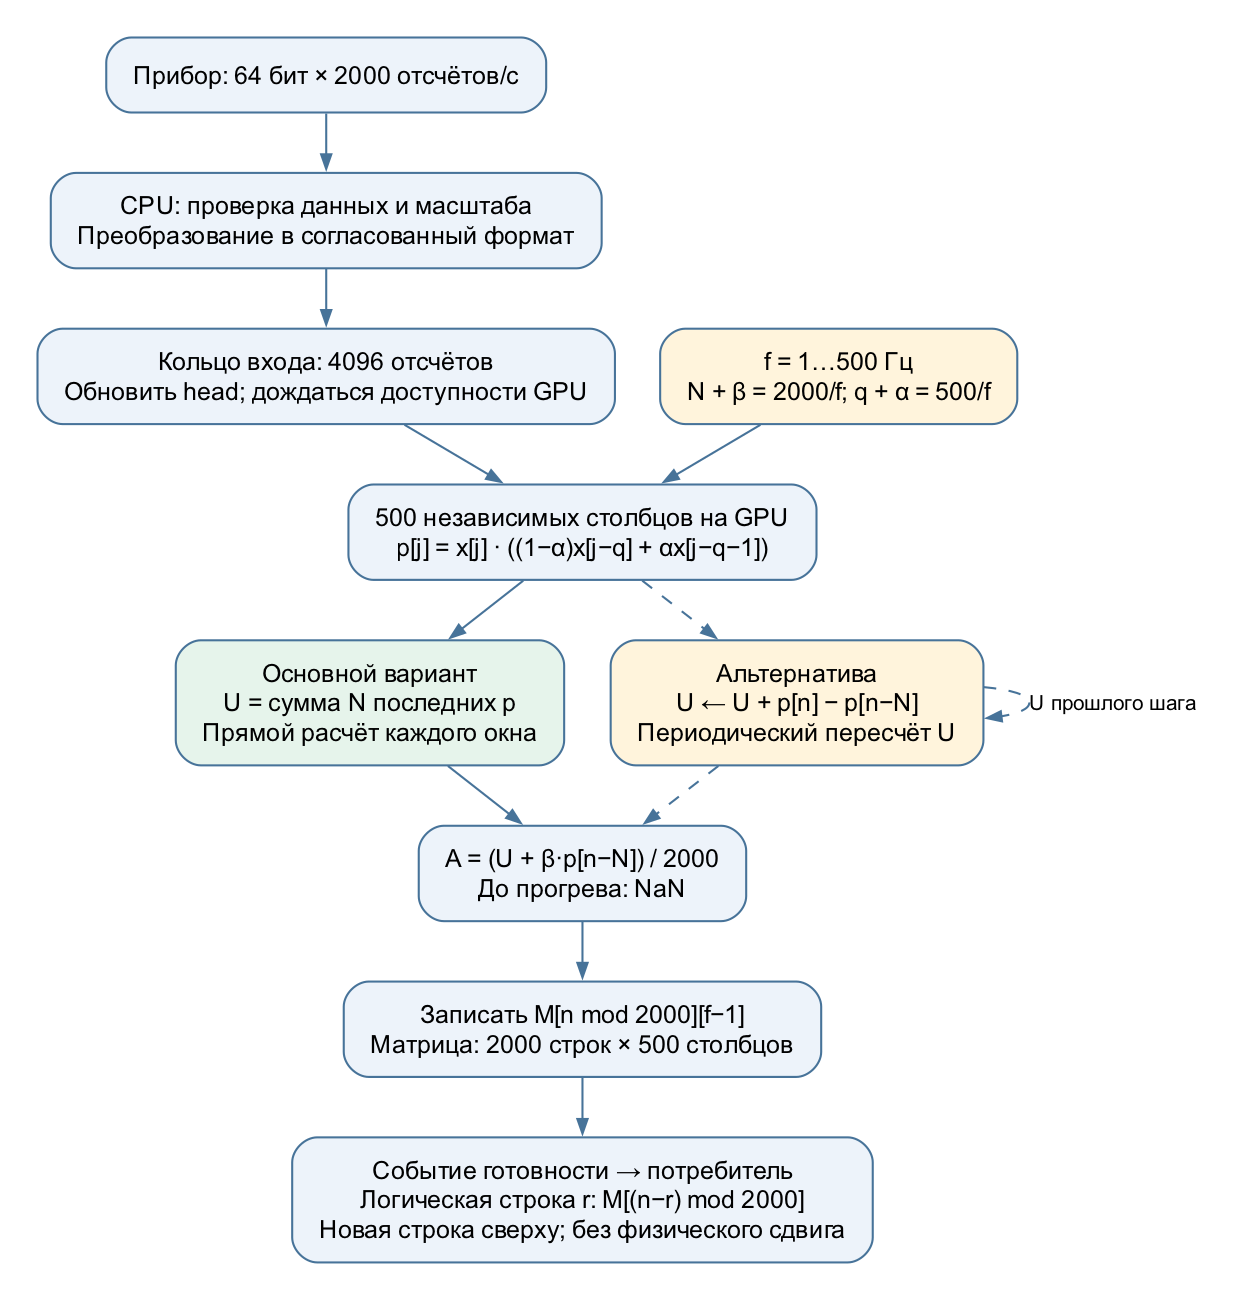 Прибор: 64 бит × 2000 отсчётов/с
CPU: проверка данных и масштаба
Преобразование в согласованный формат
Кольцо входа: 4096 отсчётов
Обновить head; дождаться доступности GPU
f = 1…500 Гц
N + β = 2000/f; q + α = 500/f
500 независимых столбцов на GPU
p[j] = x[j] · ((1−α)x[j−q] + αx[j−q−1])
Основной вариант
U = сумма N последних p
Прямой расчёт каждого окна
Альтернатива
U ← U + p[n] − p[n−N]
Периодический пересчёт U
U прошлого шага
A = (U + β·p[n−N]) / 2000
До прогрева: NaN
Записать M[n mod 2000][f−1]
Матрица: 2000 строк × 500 столбцов
Событие готовности → потребитель
Логическая строка r: M[(n−r) mod 2000]
Новая строка сверху; без физического сдвига